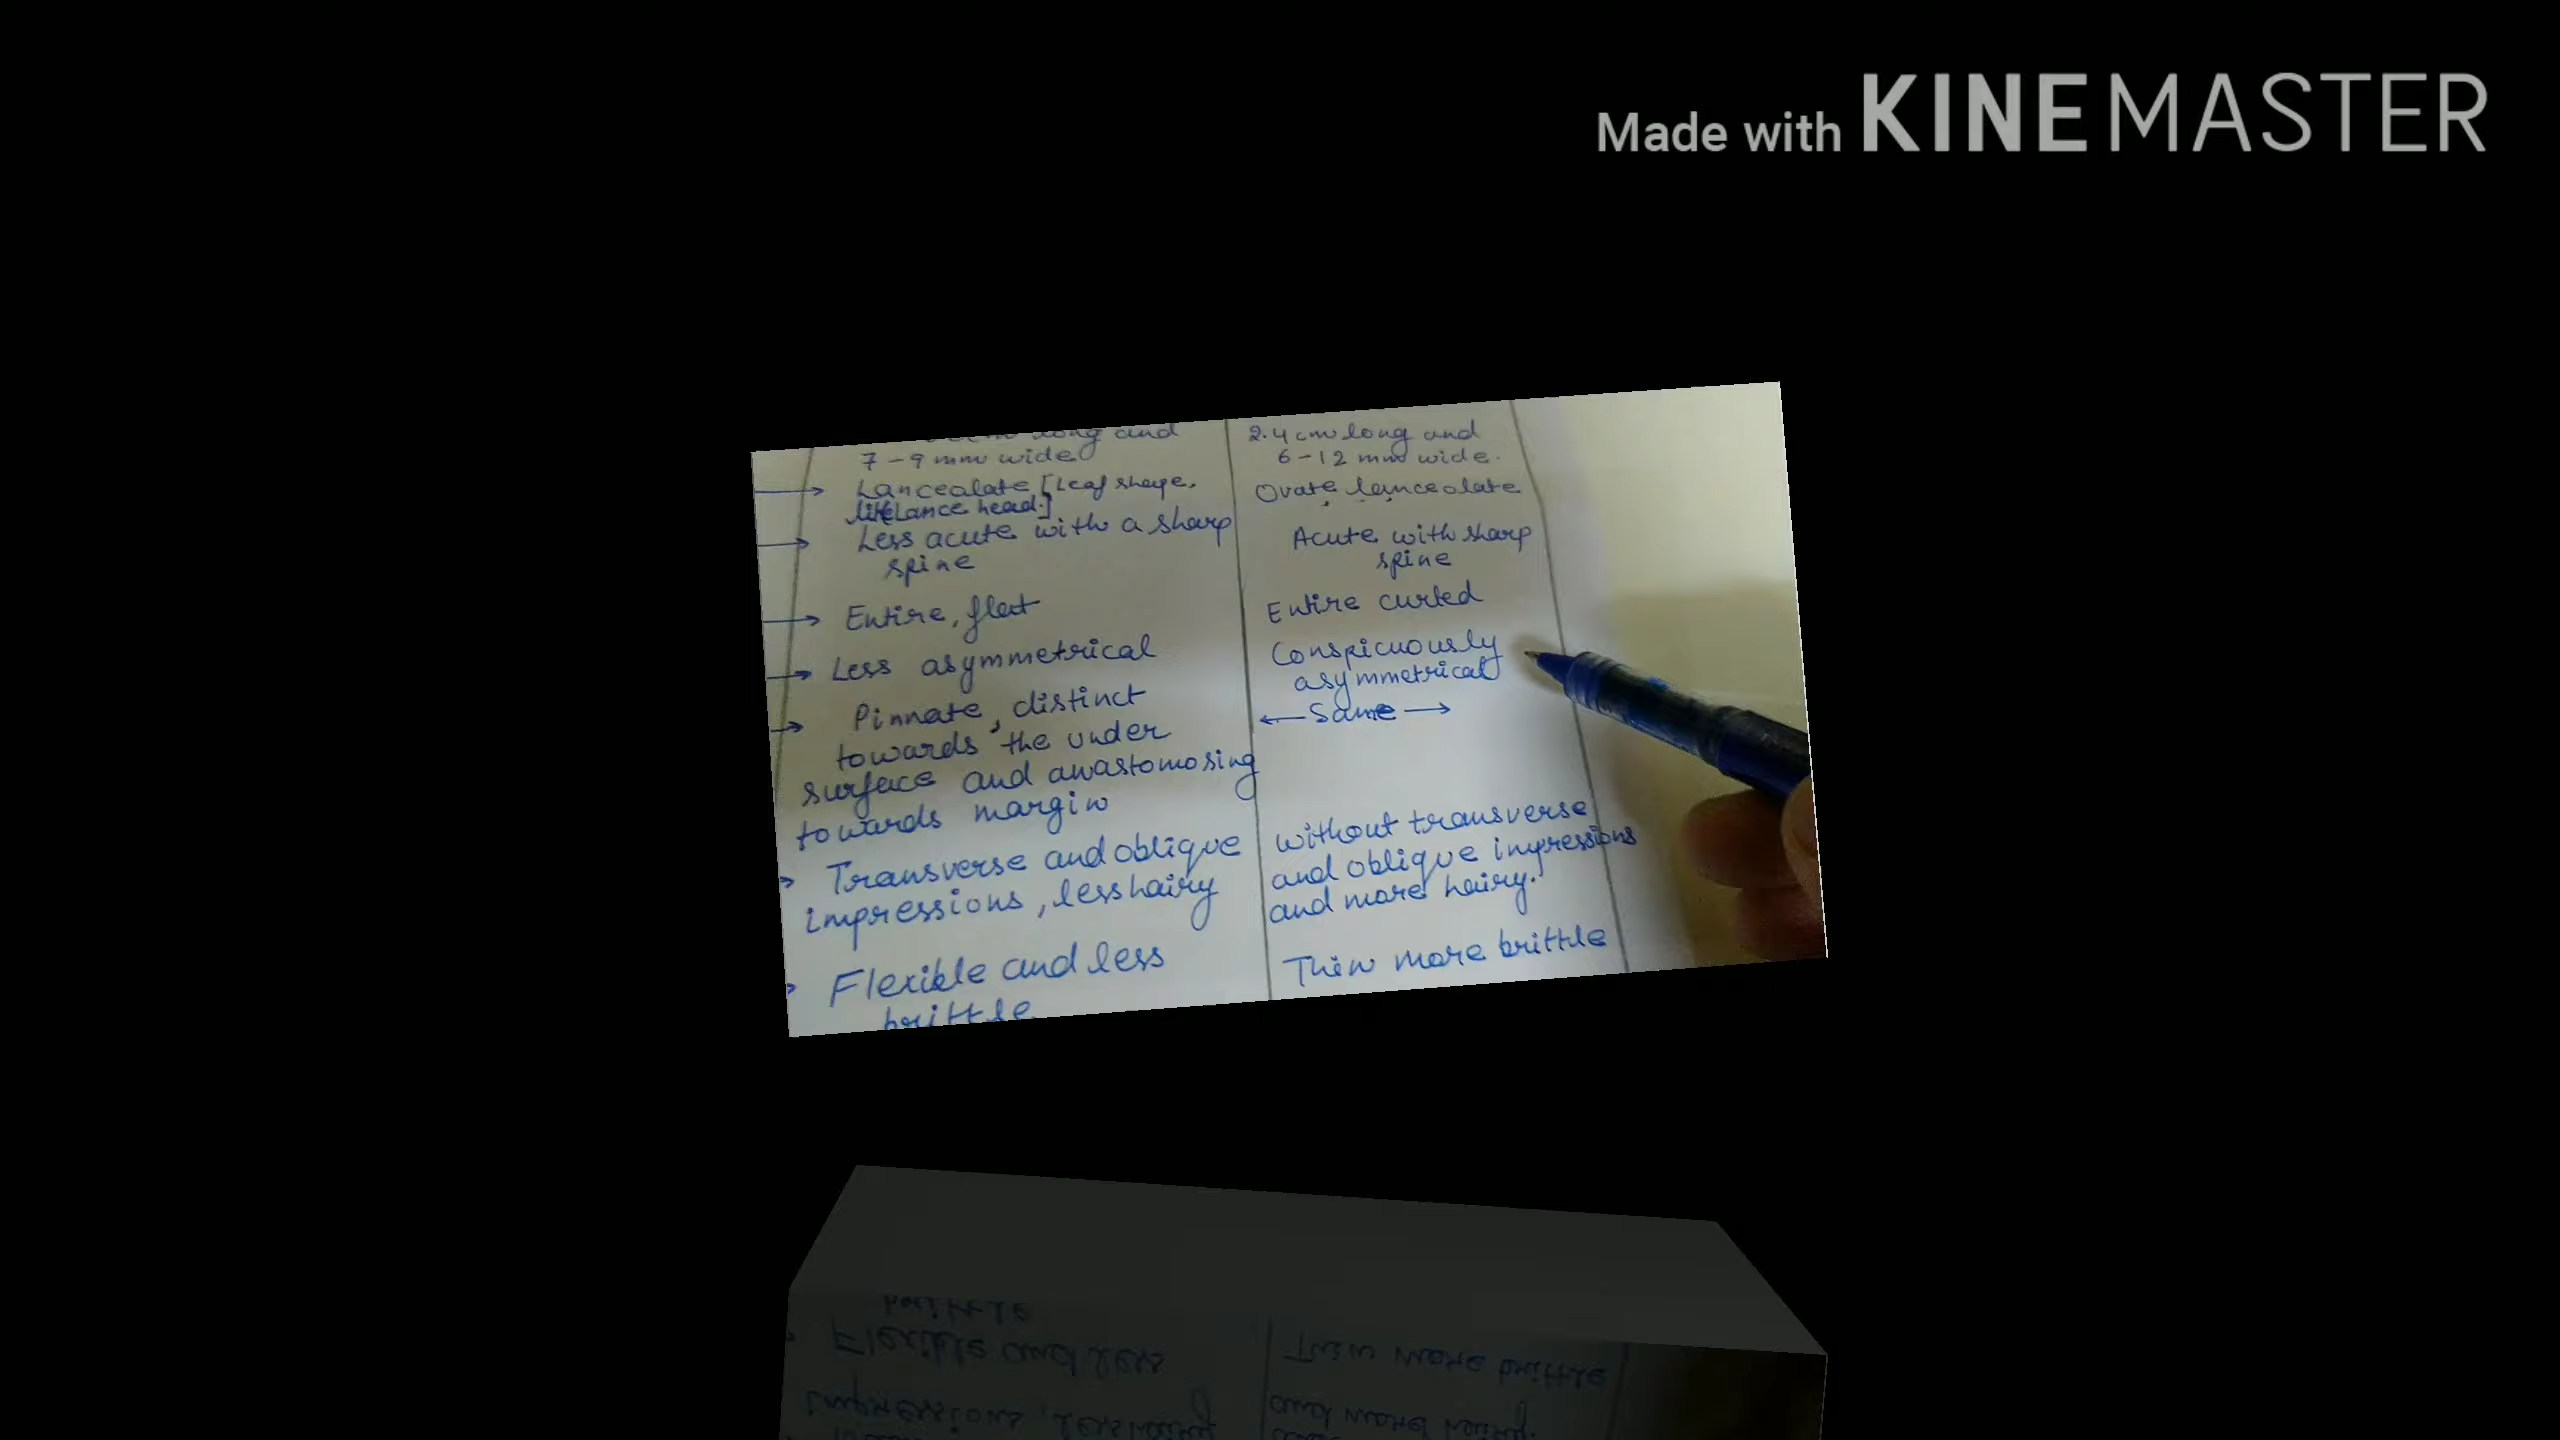 Made with KINEMASTER
long and
7-9 mm wide
Lancealate [Leaf shape,
like Lance head.]
Less acute with a sharp
spine
Entire, flat
Less asymmetrical
Pinnate, distinct
towards the under
surface and anastomosing
towards margin
Transverse and oblique
impressions, less hairy
Flexible and less
brittle
2.4 cm long and
6-12 mm wide.
Ovate lanceolate
Acute with sharp
spine
Entire curled
Conspicuously
asymmetrical
← Same →
without transverse
and oblique impressions
and more hairy.
Thin more brittle